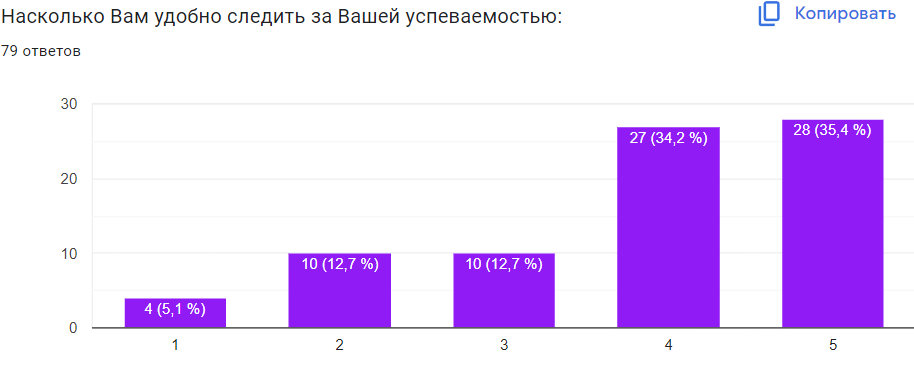 Насколько Вам удобно следить за Вашей успеваемостью:
Копировать
79 ответов
30
20
10
0
4 (5,1 %)
10 (12,7 %)
10 (12,7 %)
27 (34,2 %)
28 (35,4 %)
1
2
3
4
5